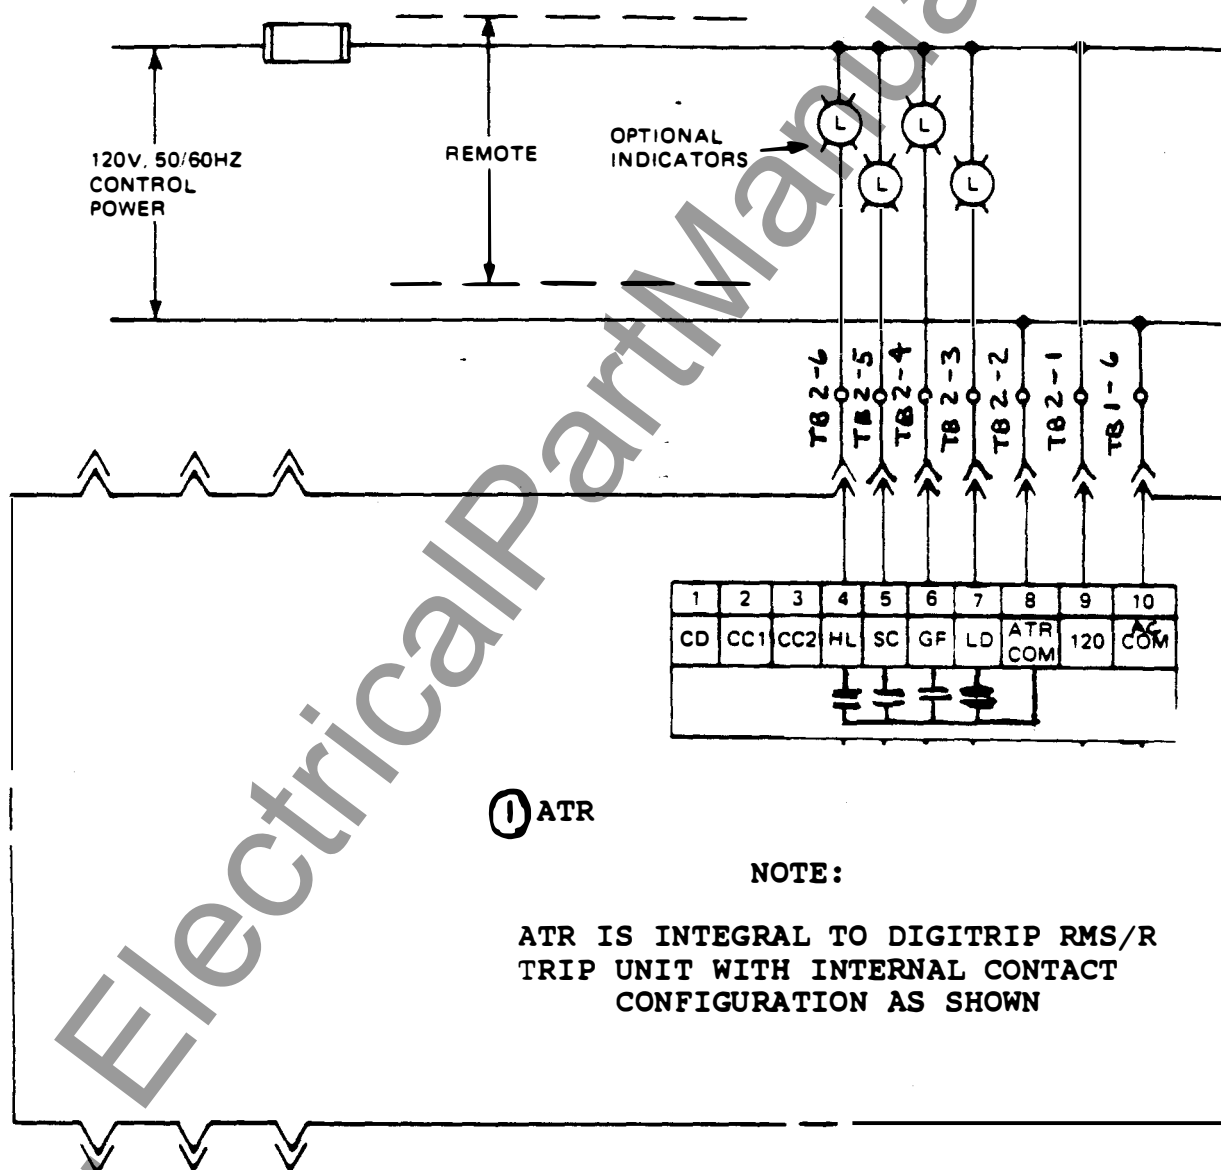 120V, 50/60HZ
CONTROL
POWER
REMOTE
OPTIONAL
INDICATORS
L
L
L
L
TB2-6
TB2-5
TB2-4
TB2-3
TB2-2
TB2-1
TB1-6
1 2 3 4 5 6 7 8 9 10
CD CC1 CC2 HL SC GF LD ATR COM 120 AC COM
1 ATR
NOTE:
ATR IS INTEGRAL TO DIGITRIP RMS/R
TRIP UNIT WITH INTERNAL CONTACT
CONFIGURATION AS SHOWN
ElectricalPartManua